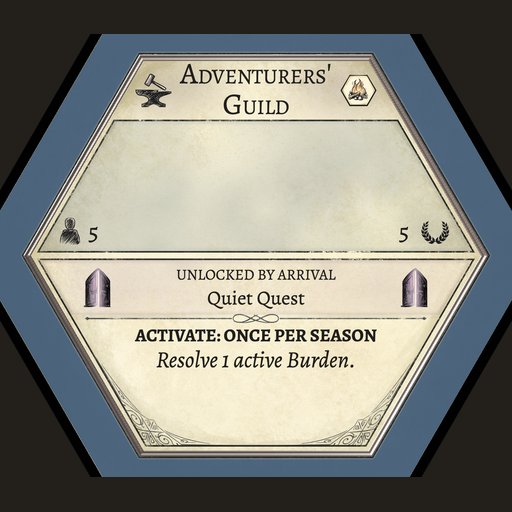 ADVENTURERS'
GUILD
5 5
UNLOCKED BY ARRIVAL
Quiet Quest
ACTIVATE: ONCE PER SEASON
Resolve 1 active Burden.